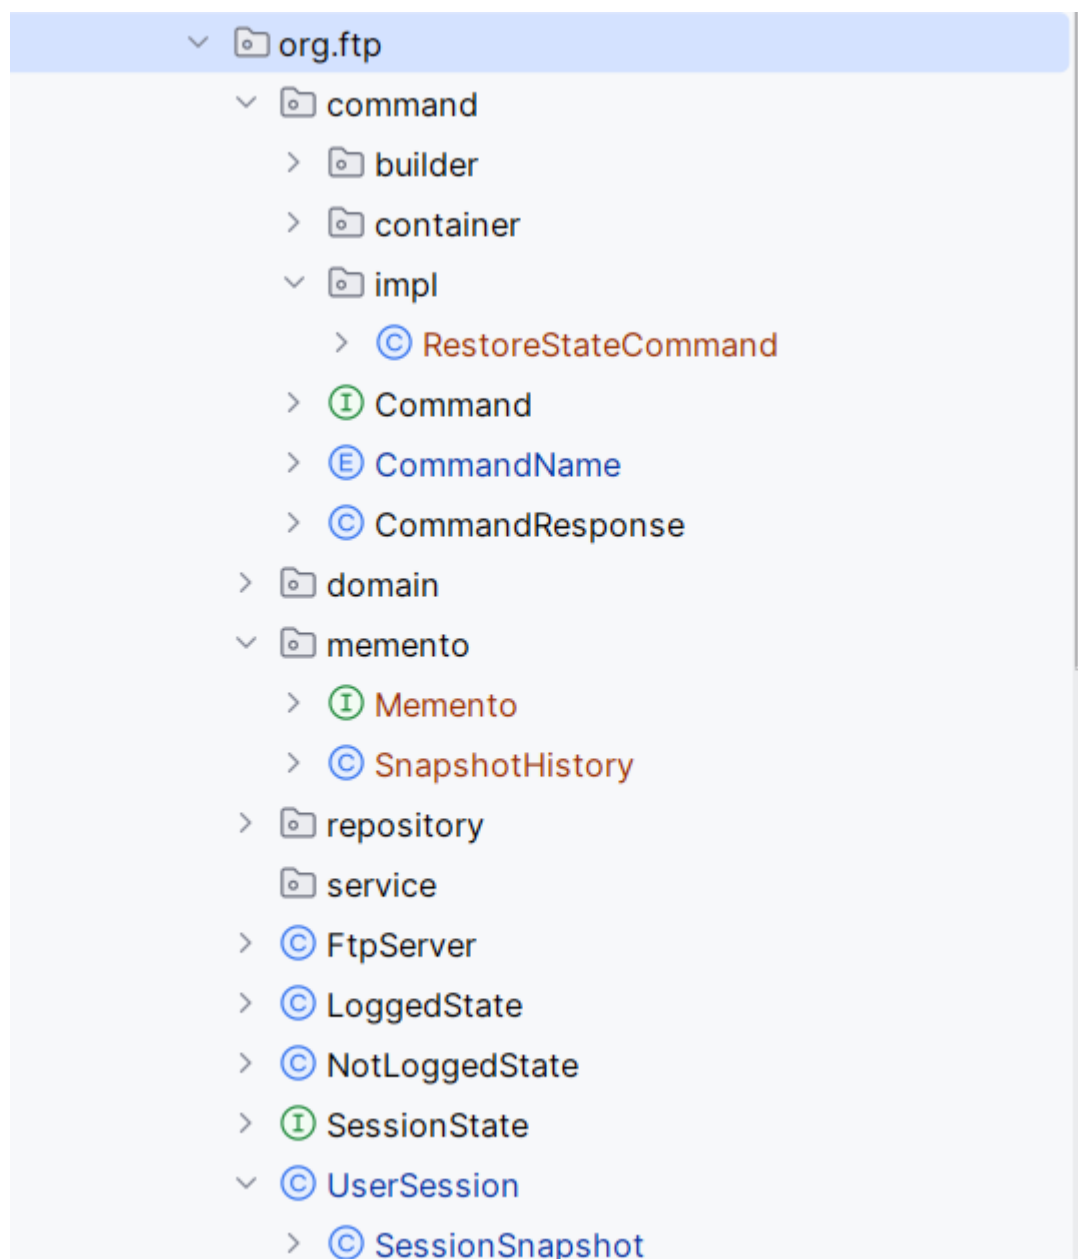 org.ftp
command
builder
container
impl
RestoreStateCommand
Command
CommandName
CommandResponse
domain
memento
Memento
SnapshotHistory
repository
service
FtpServer
LoggedState
NotLoggedState
SessionState
UserSession
SessionSnapshot